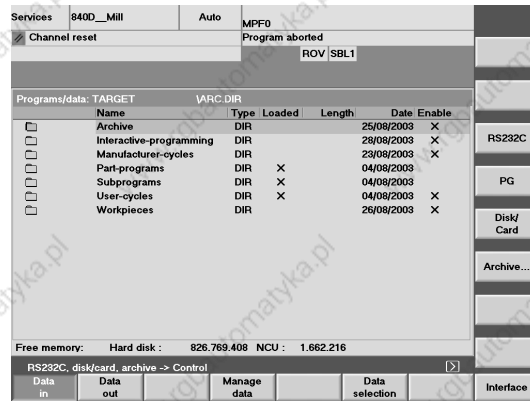 Services 840D__Mill Auto MPF0
Channel reset Program aborted
ROV SBL1
Programs/data: TARGET \ARC.DIR
Name Type Loaded Length Date Enable
Archive DIR 25/08/2003 X
Interactive-programming DIR 28/08/2003 X
Manufacturer-cycles DIR 23/08/2003 X
Part-programs DIR X 04/08/2003
Subprograms DIR 04/08/2003
User-cycles DIR X 04/08/2003 X
Workpieces DIR 26/08/2003 X
RS232C
PG
Disk/
Card
Archive...
Free memory: Hard disk : 826.769.408 NCU : 1.662.216
RS232C, disk/card, archive -> Control >
Data in
Data out
Manage data
Data selection
Interface